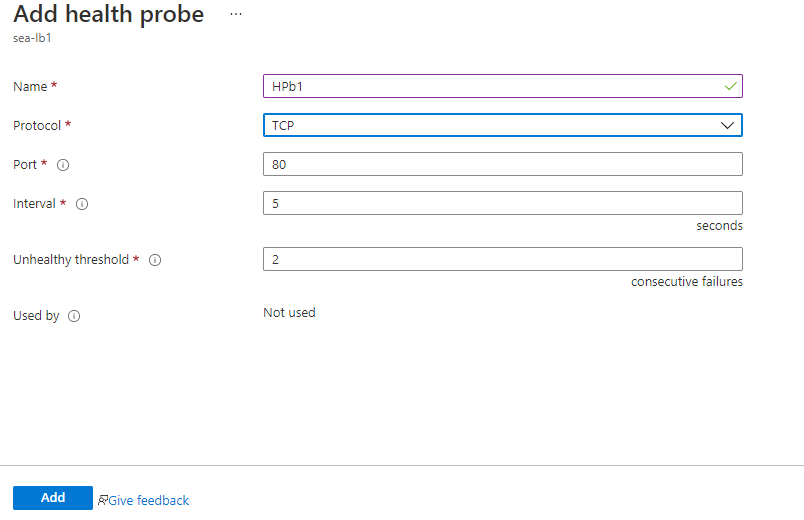 Add health probe ...
sea-lb1
Name * HPb1
Protocol * TCP
Port * 80
Interval * 5
seconds
Unhealthy threshold * 2
consecutive failures
Used by Not used
Add Give feedback